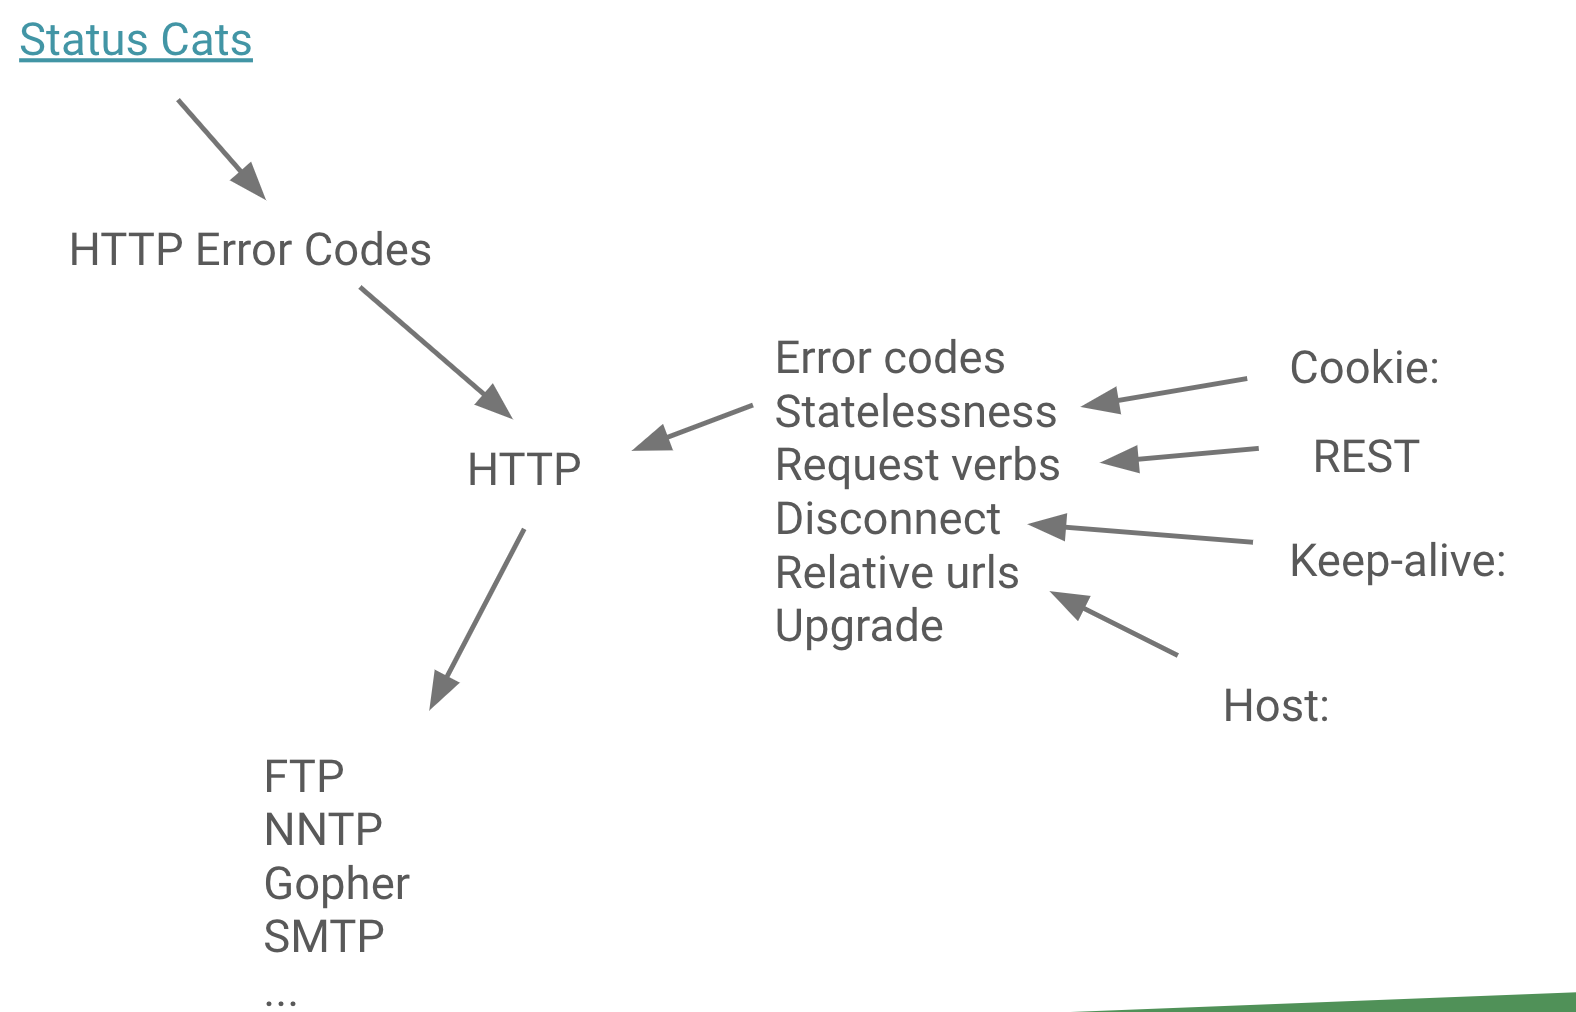 Status Cats
HTTP Error Codes
HTTP
Error codes
Statelessness
Request verbs
Disconnect
Relative urls
Upgrade
Cookie:
REST
Keep-alive:
Host:
FTP
NNTP
Gopher
SMTP
...